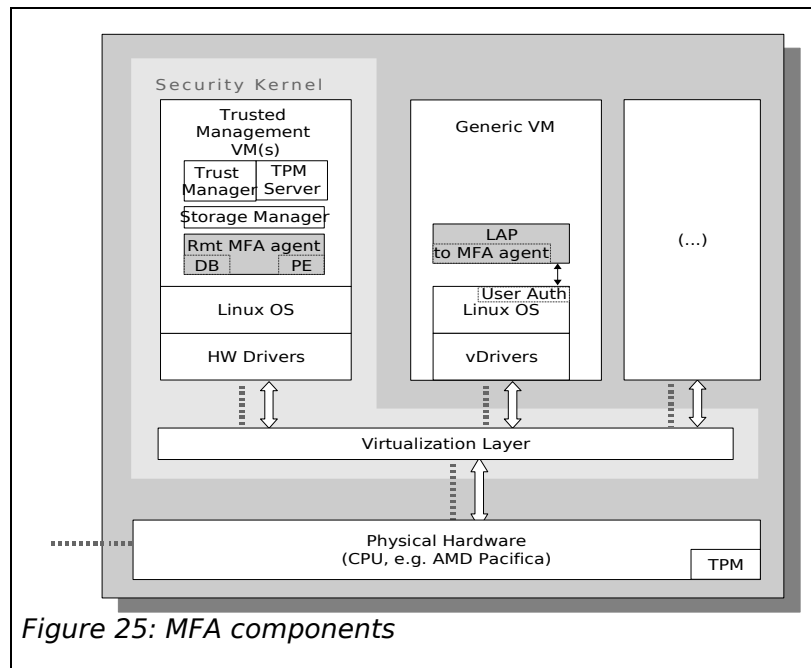 Security Kernel
Trusted
Management
VM(s)
Trust
Manager
TPM
Server
Storage Manager
Rmt MFA agent
DB
PE
Linux OS
HW Drivers
Generic VM
LAP
to MFA agent
User Auth
Linux OS
vDrivers
(...)
Virtualization Layer
Physical Hardware
(CPU, e.g. AMD Pacifica)
TPM
Figure 25: MFA components